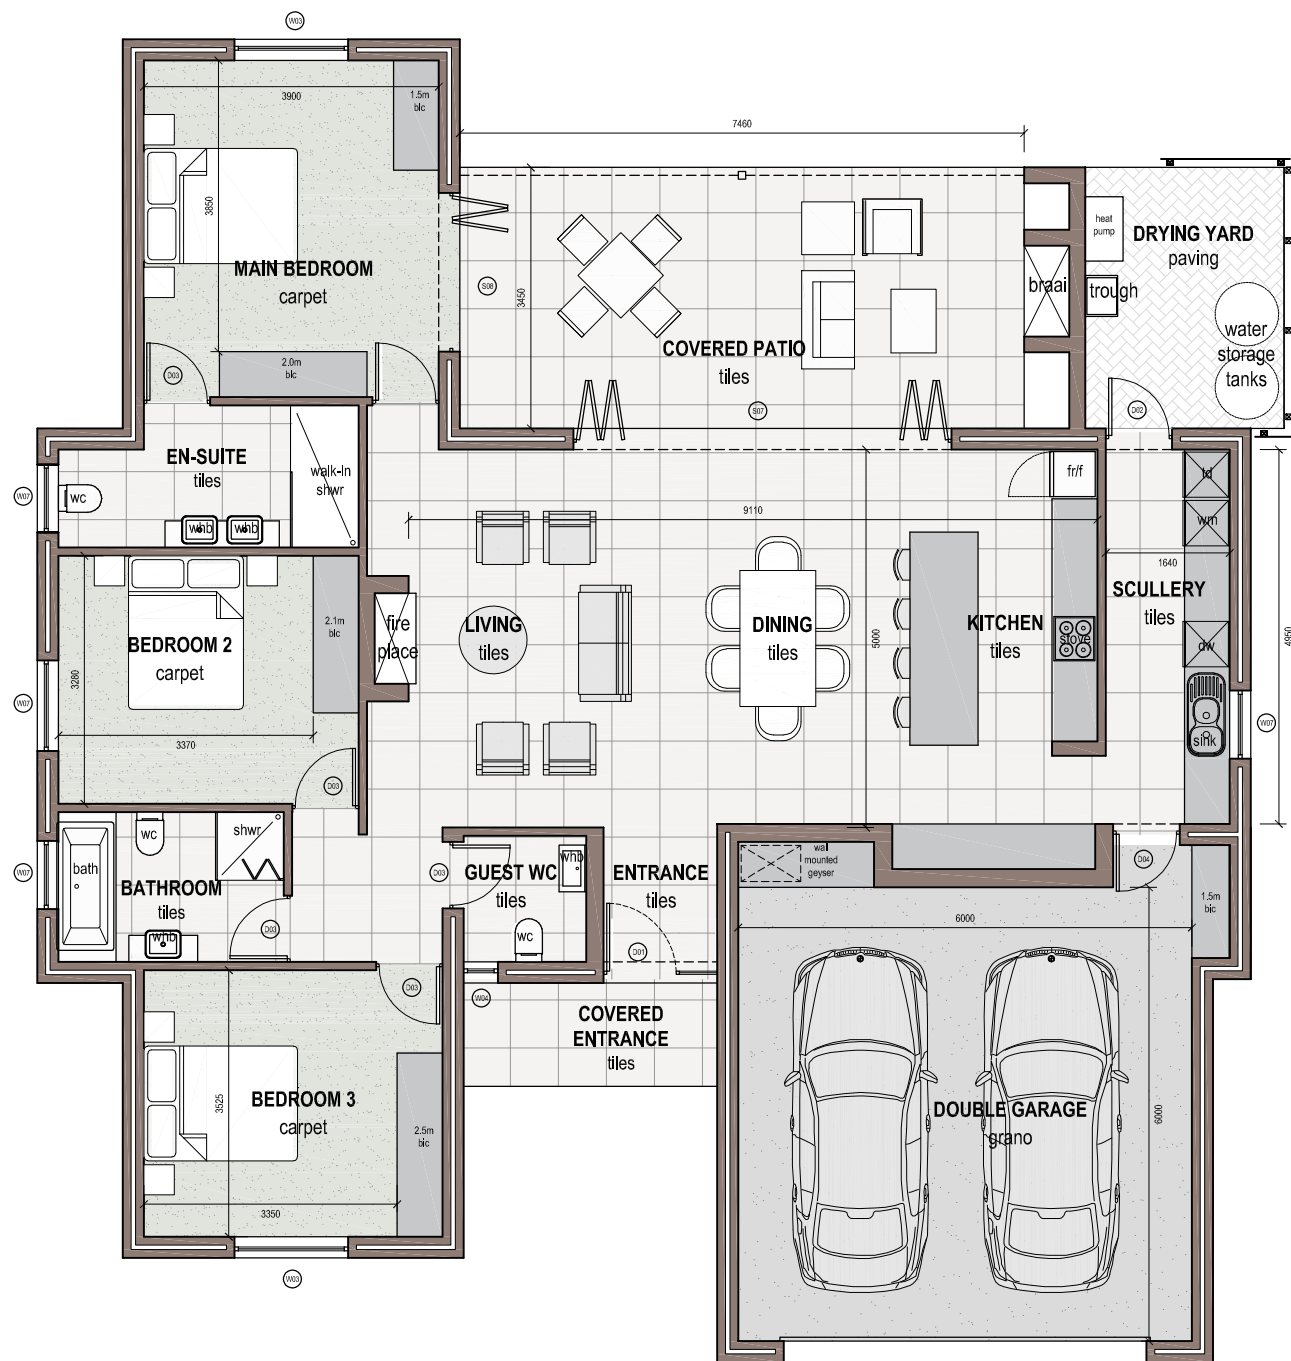 W03
3900
1.5m
blc
7460
3850
MAIN BEDROOM
carpet
S08
3450
heat
pump
DRYING YARD
paving
braai
trough
water
storage
tanks
COVERED PATIO
tiles
D03
2.0m
blc
S07
D02
EN-SUITE
tiles
walk-In
shwr
W07
wc
whb
whb
fr/f
td
9110
wm
1640
SCULLERY
tiles
2.1m
blc
fire
place
LIVING
tiles
DINING
tiles
5000
KITCHEN
tiles
stove
dw
4950
BEDROOM 2
carpet
3280
W07
3370
sink
W07
D03
wc
shwr
W07
bath
BATHROOM
tiles
whb
D03
D03
GUEST WC
tiles
whb
wc
ENTRANCE
tiles
D01
wall
mounted
geyser
D04
1.5m
bic
6000
D03
W04
COVERED
ENTRANCE
tiles
3525
BEDROOM 3
carpet
2.5m
bic
3350
DOUBLE GARAGE
grano
6000
W03